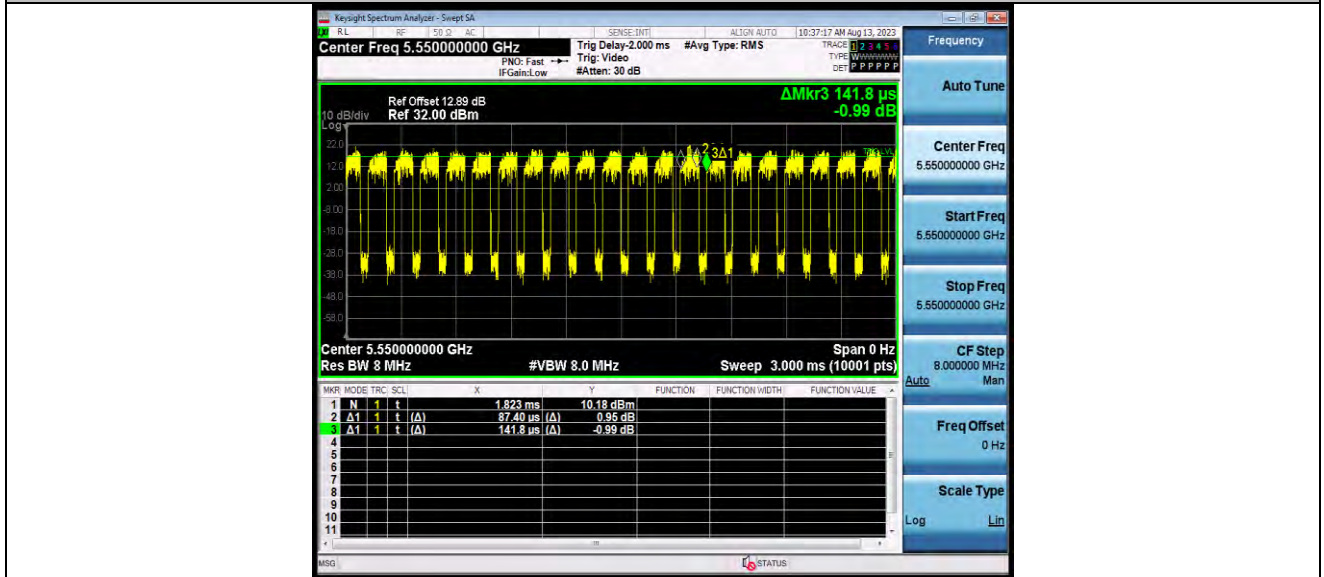 Keysight Spectrum Analyzer - Swept SA
RL RF 50 Ω AC SENSE:INT ALIGN AUTO 10:37:17 AM Aug 13, 2023
Center Freq 5.550000000 GHz
PNO: Fast
IFGain:Low
Trig Delay-2.000 ms
Trig: Video
#Atten: 30 dB
#Avg Type: RMS
TRACE 1 2 3 4 5 6
TYPE WWWWWW
DET P P P P P P
ΔMkr3 141.8 µs
-0.99 dB
Ref Offset 12.89 dB
10 dB/div Ref 32.00 dBm
Log
22.0
12.0
2.00
-8.00
-18.0
-28.0
-38.0
-48.0
-58.0
2 3Δ1
TRIG LVL
Center 5.550000000 GHz Span 0 Hz
Res BW 8 MHz #VBW 8.0 MHz Sweep 3.000 ms (10001 pts)
MKR MODE TRC SCL X Y FUNCTION FUNCTION WIDTH FUNCTION VALUE
1 N 1 t 1.823 ms 10.18 dBm
2 Δ1 1 t (Δ) 87.40 µs (Δ) 0.95 dB
3 Δ1 1 t (Δ) 141.8 µs (Δ) -0.99 dB
4
5
6
7
8
9
10
11
MSG STATUS
Frequency
Auto Tune
Center Freq
5.550000000 GHz
Start Freq
5.550000000 GHz
Stop Freq
5.550000000 GHz
CF Step
8.000000 MHz
Auto Man
Freq Offset
0 Hz
Scale Type
Log Lin